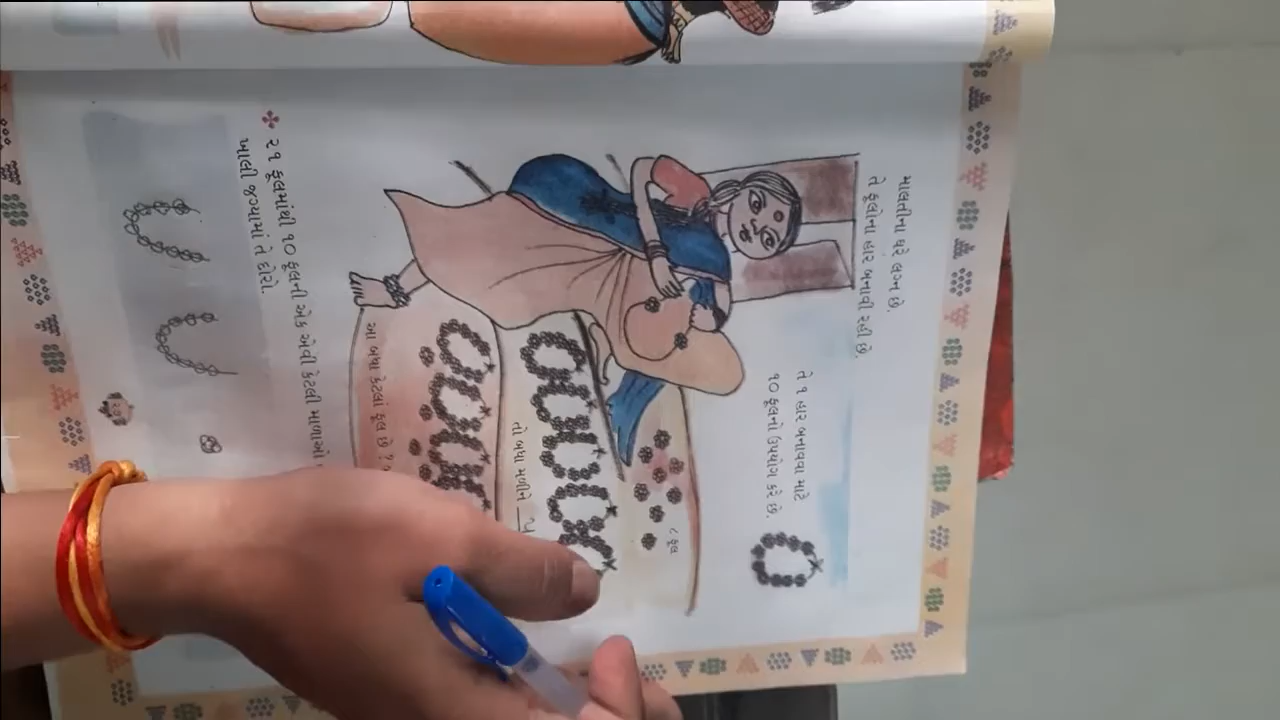 માલતીના ઘરે લગ્ન છે.
તે ફૂલોના હાર બનાવી રહી છે.
તે ૧ હાર બનાવવા માટે
૧૦ ફૂલનો ઉપયોગ કરે છે.
૮ ફૂલ
તો બધા મળીને
આ બધા કેટલાં ફૂલ છે ?
૨૧ ફૂલમાંથી ૧૦ ફૂલની એક એવી કેટલી માળાઓ
ખાલી જગ્યામાં તે દોરો.